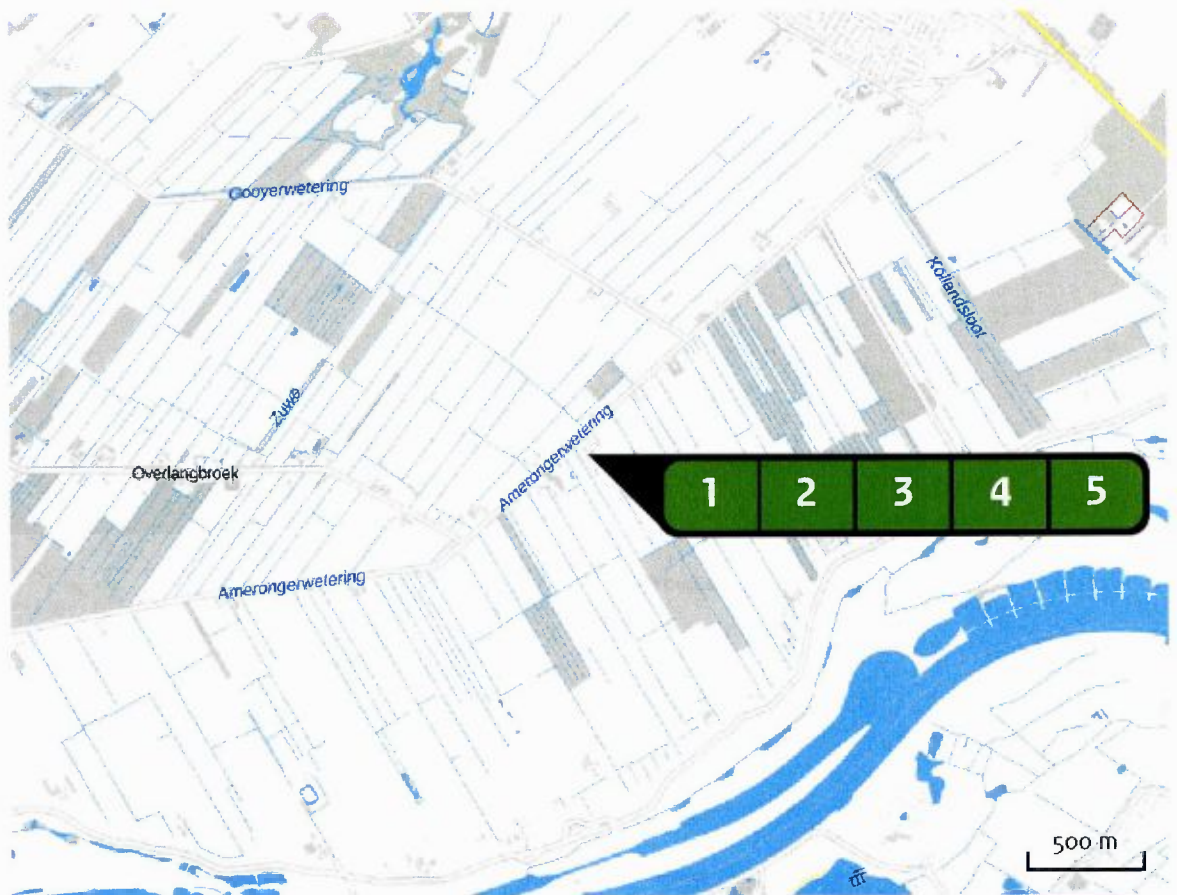 Gooyerwetering
Kollandsloot
Zuwe
Amerongerwetering
Overlangbroek
1 2 3 4 5
Amerongerwetering
500 m